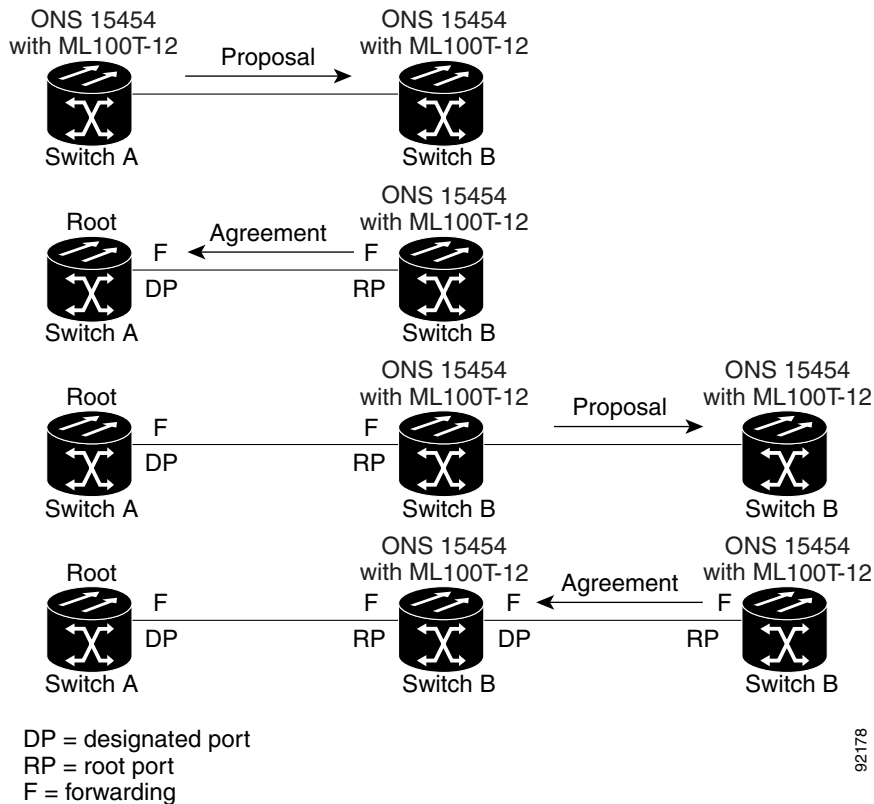 ONS 15454
with ML100T-12
Proposal
ONS 15454
with ML100T-12
Switch A
Switch B
Root
F
DP
Agreement
ONS 15454
with ML100T-12
F
RP
Switch A
Switch B
Root
F
DP
ONS 15454
with ML100T-12
F
RP
Proposal
ONS 15454
with ML100T-12
Switch A
Switch B
Switch B
Root
F
DP
ONS 15454
with ML100T-12
F
RP
F
DP
Agreement
ONS 15454
with ML100T-12
F
RP
Switch A
Switch B
Switch B
DP = designated port
RP = root port
F = forwarding
92178